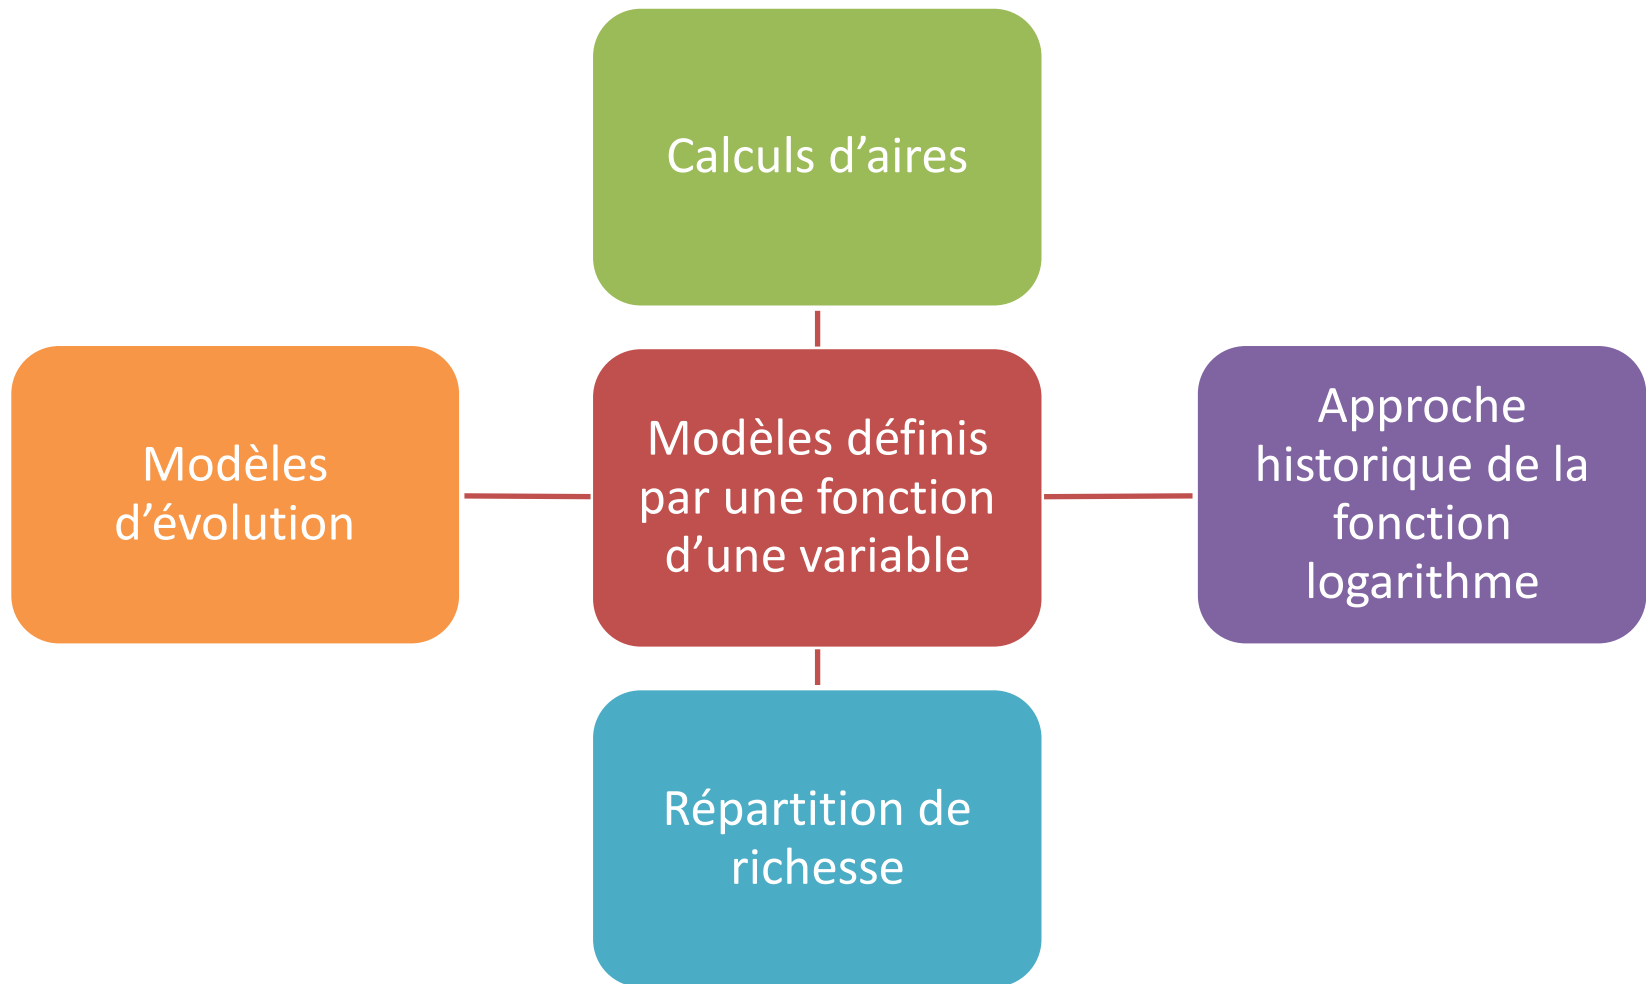 Calculs d’aires
Modèles
d’évolution
Modèles définis
par une fonction
d’une variable
Approche
historique de la
fonction
logarithme
Répartition de
richesse